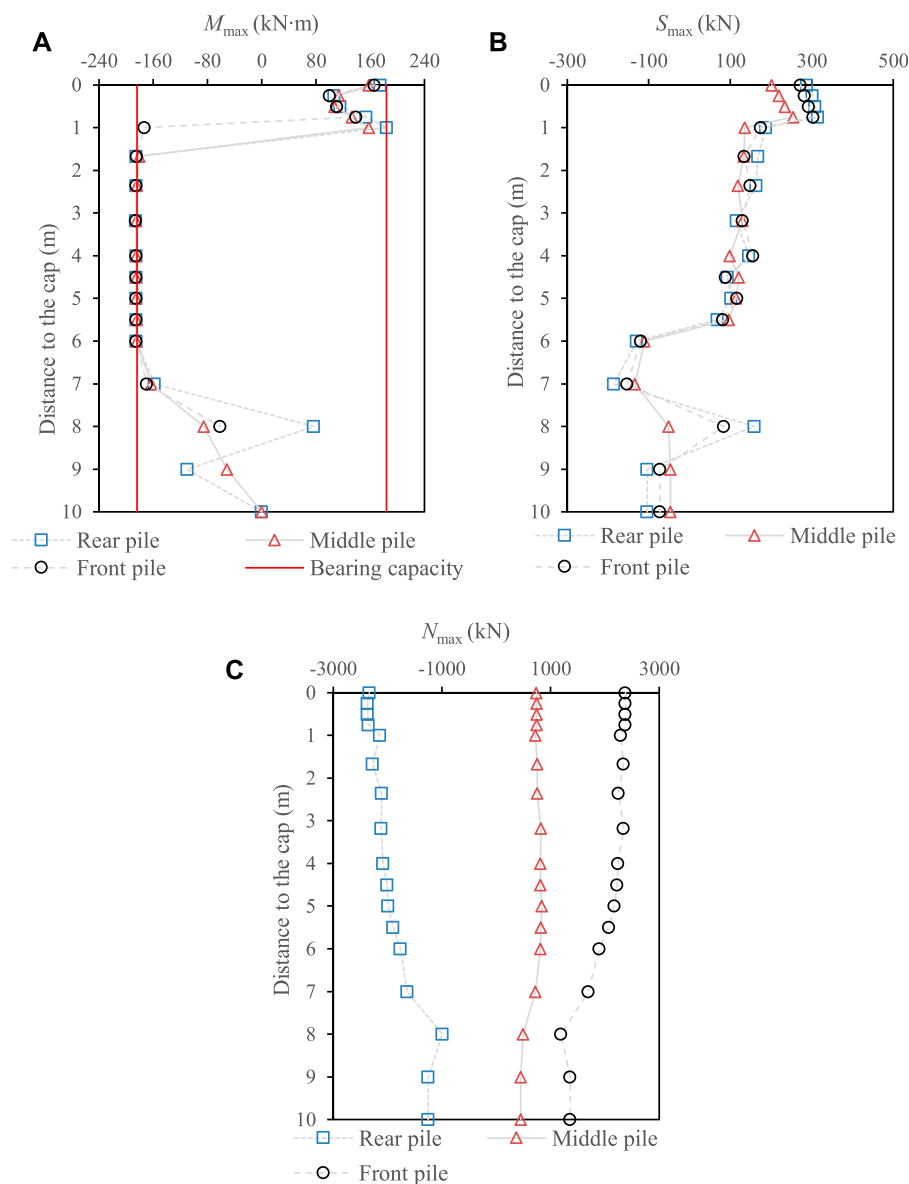 A
M max (kN·m)
-240 -160 -80 0 80 160 240
0
1
2
3
4
5
6
7
8
9
10
Distance to the cap (m)
Rear pile Middle pile
Front pile Bearing capacity
B
S max (kN)
-300 -100 100 300 500
0
1
2
3
4
5
6
7
8
9
10
Distance to the cap (m)
Rear pile Middle pile
Front pile
C
N max (kN)
-3000 -1000 1000 3000
0
1
2
3
4
5
6
7
8
9
10
Distance to the cap (m)
Rear pile Middle pile
Front pile